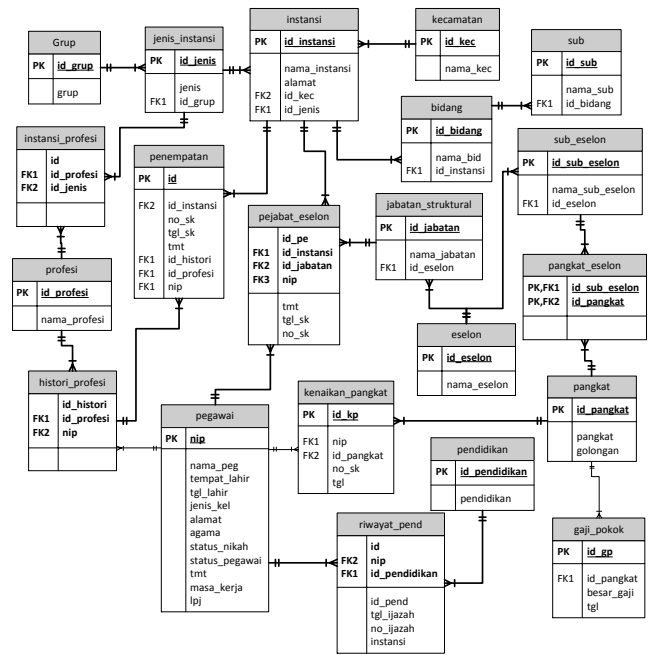 Grup
PK id_grup
grup
jenis_instansi
PK id_jenis
jenis
FK1 id_grup
instansi
PK id_instansi
nama_instansi
alamat
FK2 id_kec
FK1 id_jenis
kecamatan
PK id_kec
nama_kec
sub
PK id_sub
nama_sub
FK1 id_bidang
bidang
PK id_bidang
nama_bid
FK1 id_instansi
instansi_profesi
id
FK1 id_profesi
FK2 id_jenis
penempatan
PK id
FK2 id_instansi
no_sk
tgl_sk
tmt
FK1 id_histori
FK1 id_profesi
FK1 nip
sub_eselon
PK id_sub_eselon
nama_sub_eselon
FK1 id_eselon
pejabat_eselon
id_pe
FK1 id_instansi
FK2 id_jabatan
FK3 nip
tmt
tgl_sk
no_sk
jabatan_struktural
PK id_jabatan
nama_jabatan
FK1 id_eselon
profesi
PK id_profesi
nama_profesi
pangkat_eselon
PK,FK1 id_sub_eselon
PK,FK2 id_pangkat
eselon
PK id_eselon
nama_eselon
histori_profesi
id_histori
FK1 id_profesi
FK2 nip
pegawai
PK nip
nama_peg
tempat_lahir
tgl_lahir
jenis_kel
alamat
agama
status_nikah
status_pegawai
tmt
masa_kerja
lpj
kenaikan_pangkat
PK id_kp
FK1 nip
FK2 id_pangkat
no_sk
tgl
pangkat
PK id_pangkat
pangkat
golongan
pendidikan
PK id_pendidikan
pendidikan
riwayat_pend
id
FK2 nip
FK1 id_pendidikan
id_pend
tgl_ijazah
no_ijazah
instansi
gaji_pokok
PK id_gp
FK1 id_pangkat
besar_gaji
tgl